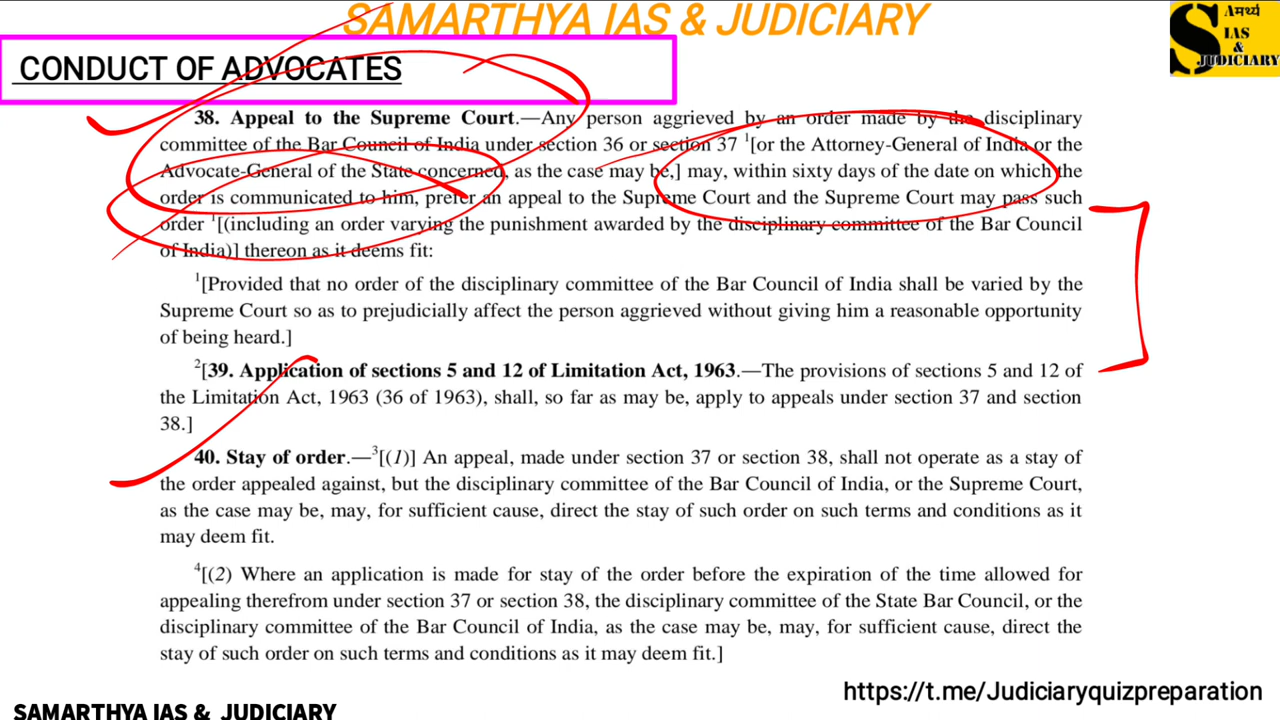 SAMARTHYA IAS & JUDICIARY
Aमर्थ्य
IAS
&
JUDICIARY
S
CONDUCT OF ADVOCATES
38. Appeal to the Supreme Court.—Any person aggrieved by an order made by the disciplinary
committee of the Bar Council of India under section 36 or section 37 1[or the Attorney-General of India or the
Advocate-General of the State concerned, as the case may be,] may, within sixty days of the date on which the
order is communicated to him, prefer an appeal to the Supreme Court and the Supreme Court may pass such
order 1[(including an order varying the punishment awarded by the disciplinary committee of the Bar Council
of India)] thereon as it deems fit:
1[Provided that no order of the disciplinary committee of the Bar Council of India shall be varied by the
Supreme Court so as to prejudicially affect the person aggrieved without giving him a reasonable opportunity
of being heard.]
2[39. Application of sections 5 and 12 of Limitation Act, 1963.—The provisions of sections 5 and 12 of
the Limitation Act, 1963 (36 of 1963), shall, so far as may be, apply to appeals under section 37 and section
38.]
40. Stay of order.—3[(1)] An appeal, made under section 37 or section 38, shall not operate as a stay of
the order appealed against, but the disciplinary committee of the Bar Council of India, or the Supreme Court,
as the case may be, may, for sufficient cause, direct the stay of such order on such terms and conditions as it
may deem fit.
4[(2) Where an application is made for stay of the order before the expiration of the time allowed for
appealing therefrom under section 37 or section 38, the disciplinary committee of the State Bar Council, or the
disciplinary committee of the Bar Council of India, as the case may be, may, for sufficient cause, direct the
stay of such order on such terms and conditions as it may deem fit.]
https://t.me/Judiciaryquizpreparation
SAMARTHYA IAS & JUDICIARY